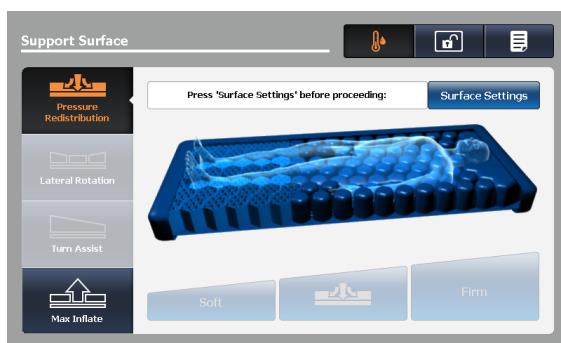 Support Surface
Press 'Surface Settings' before proceeding:
Surface Settings
Pressure
Redistribution
Lateral Rotation
Turn Assist
Max Inflate
Soft
Firm